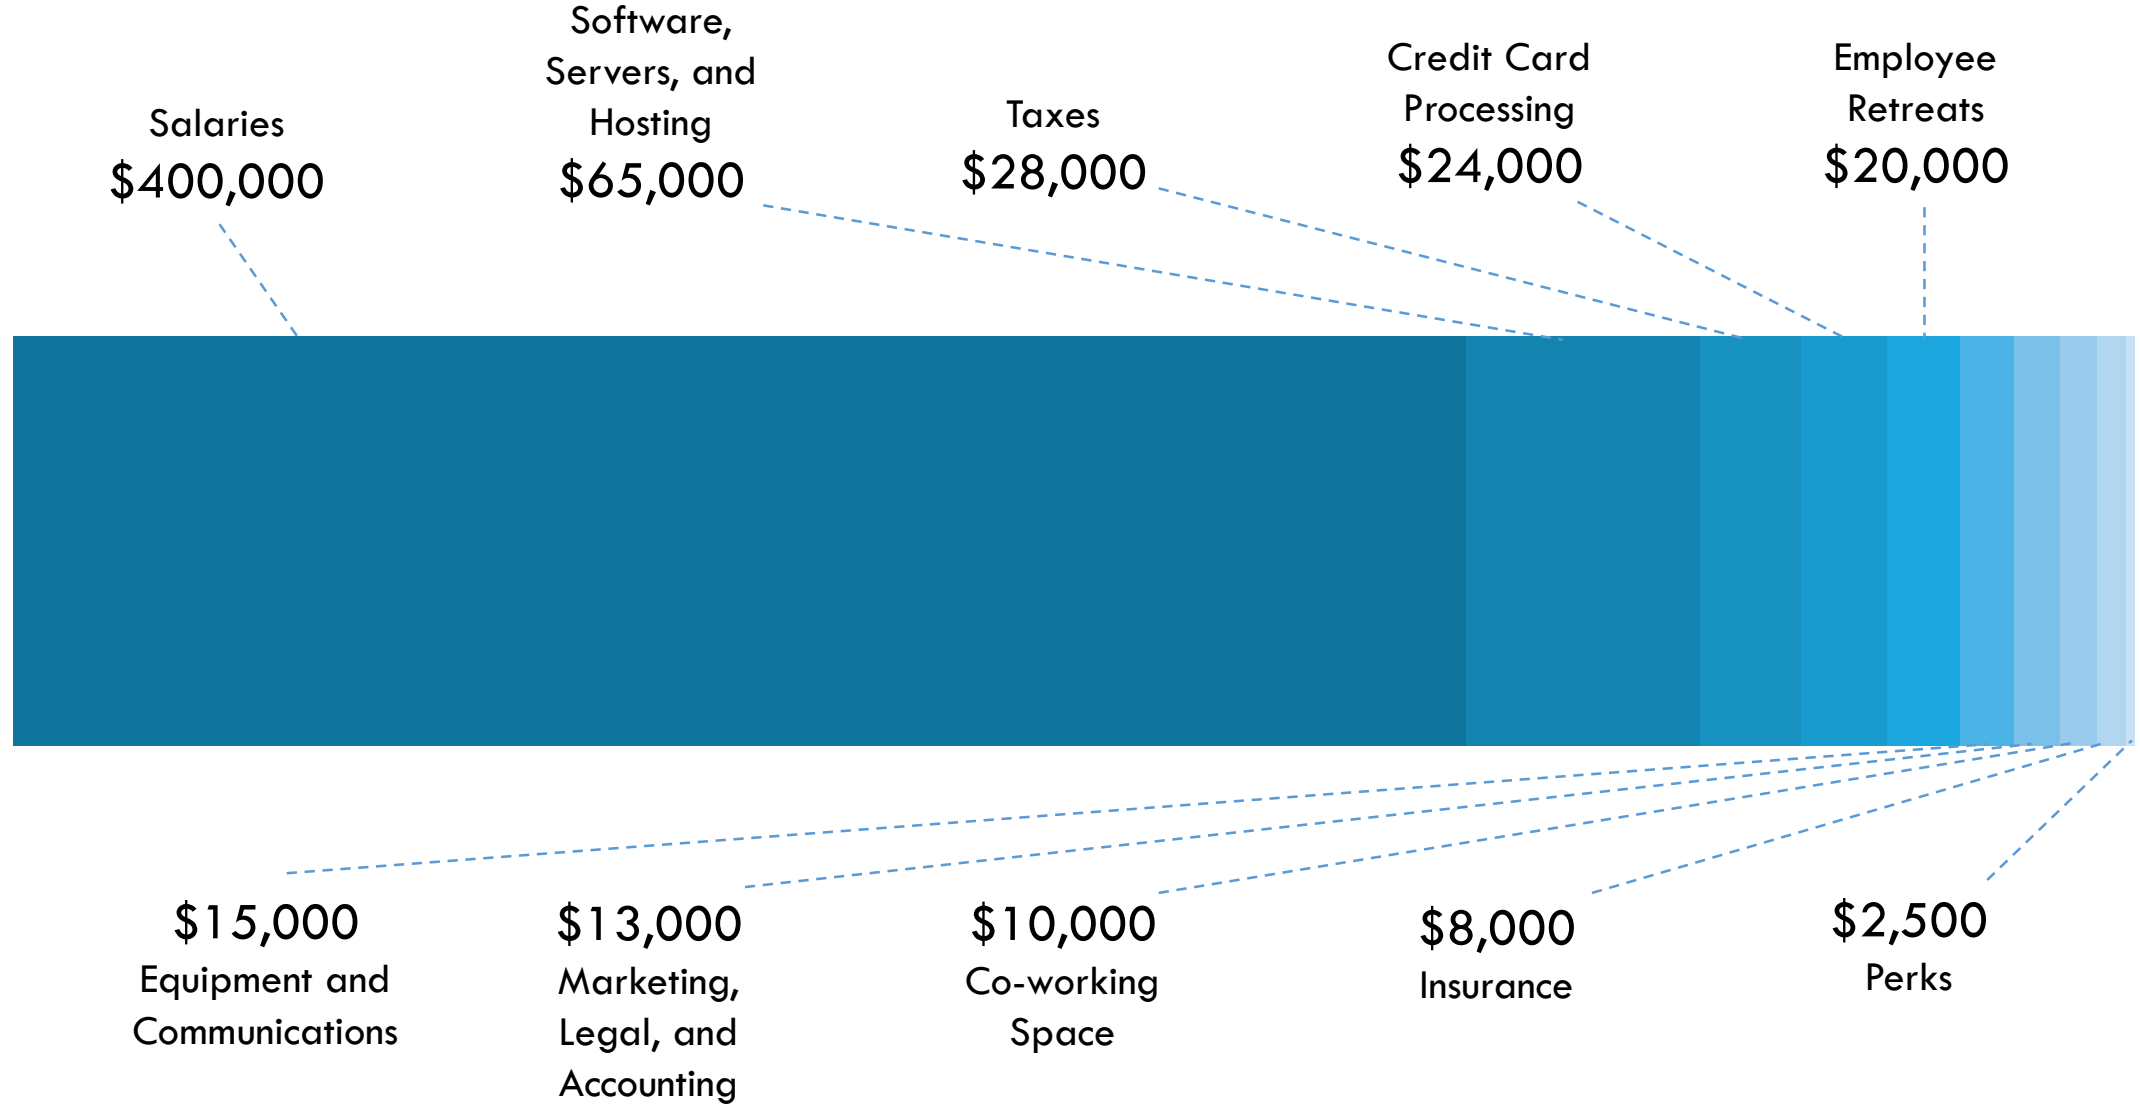 Salaries
$400,000
Software,
Servers, and
Hosting
$65,000
Taxes
$28,000
Credit Card
Processing
$24,000
Employee
Retreats
$20,000
$15,000
Equipment and
Communications
$13,000
Marketing,
Legal, and
Accounting
$10,000
Co-working
Space
$8,000
Insurance
$2,500
Perks